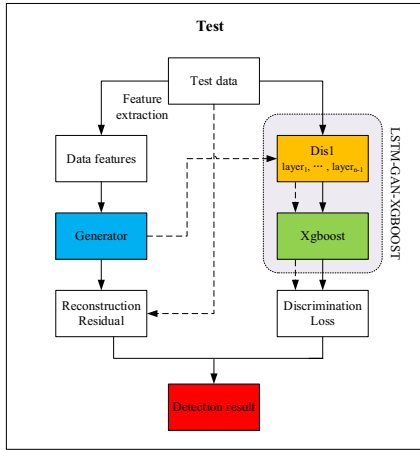 Test
Test data
Feature
extraction
Data features
Dis1
layer1, ··· , layern-1
Generator
Xgboost
LSTM-GAN-XGBOOST
Reconstruction
Residual
Discrimination
Loss
Detection result